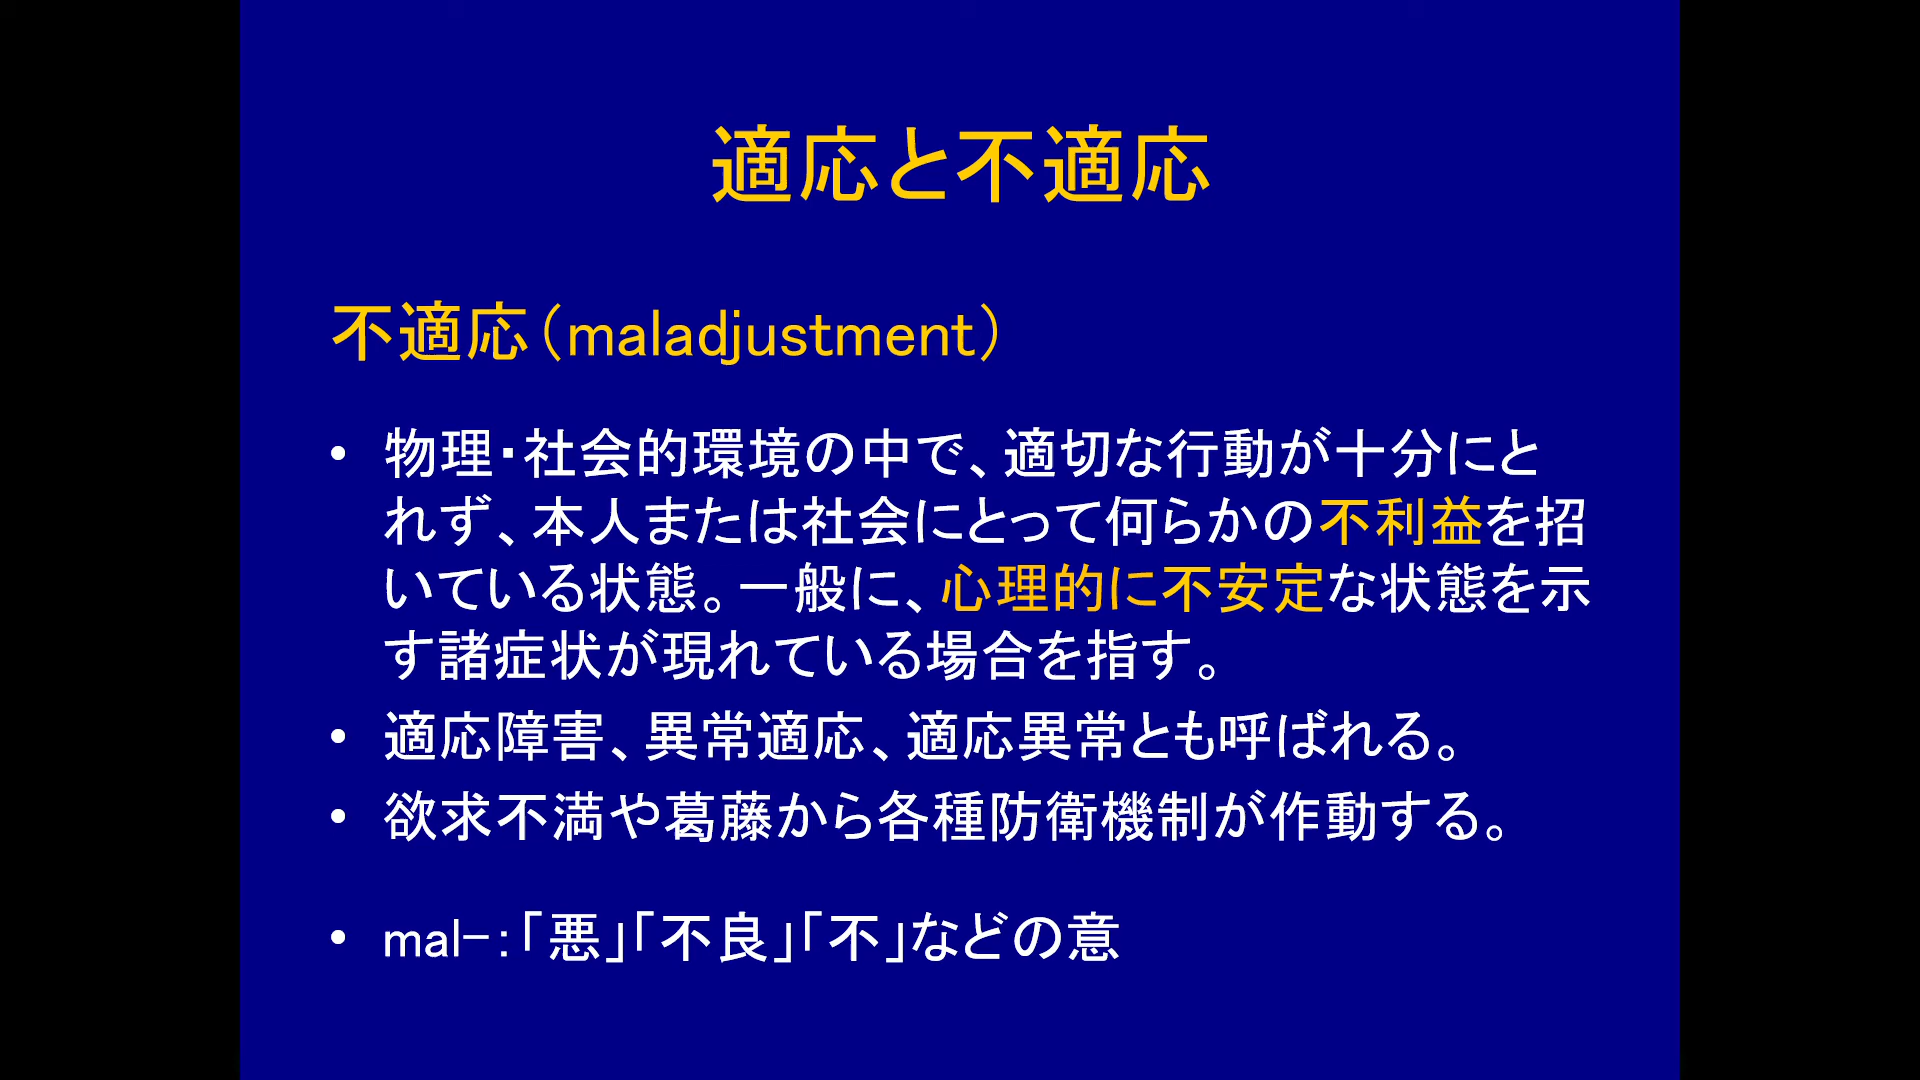 適応と不適応
不適応（maladjustment）
• 物理・社会的環境の中で、適切な行動が十分にと
れず、本人または社会にとって何らかの不利益を招
いている状態。一般に、心理的に不安定な状態を示
す諸症状が現れている場合を指す。
• 適応障害、異常適応、適応異常とも呼ばれる。
• 欲求不満や葛藤から各種防衛機制が作動する。
• mal－：「悪」「不良」「不」などの意